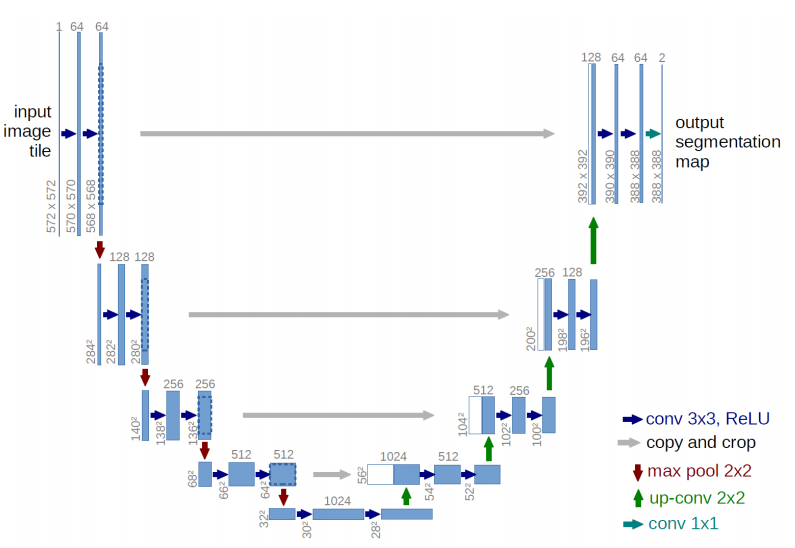 1 64 64
128 64 64 2
input
image
tile
output
segmentation
map
572 x 572
570 x 570
568 x 568
392 x 392
390 x 390
388 x 388
388 x 388
128 128
256 128
284²
282²
280²
200²
198²
196²
256 256
512 256
140²
138²
136²
104²
102²
100²
conv 3x3, ReLU
copy and crop
max pool 2x2
up-conv 2x2
conv 1x1
512 512
1024 512
68²
66²
64²
56²
54²
52²
1024
32²
30²
28²